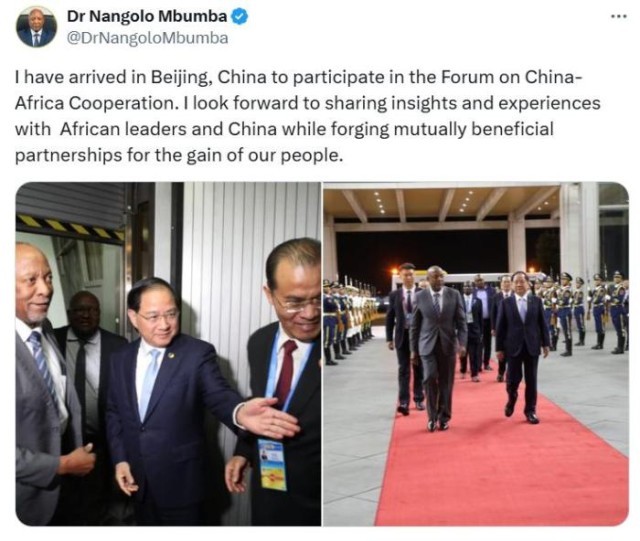 Dr Nangolo Mbumba
@DrNangoloMbumba
I have arrived in Beijing, China to participate in the Forum on China-
Africa Cooperation. I look forward to sharing insights and experiences
with African leaders and China while forging mutually beneficial
partnerships for the gain of our people.